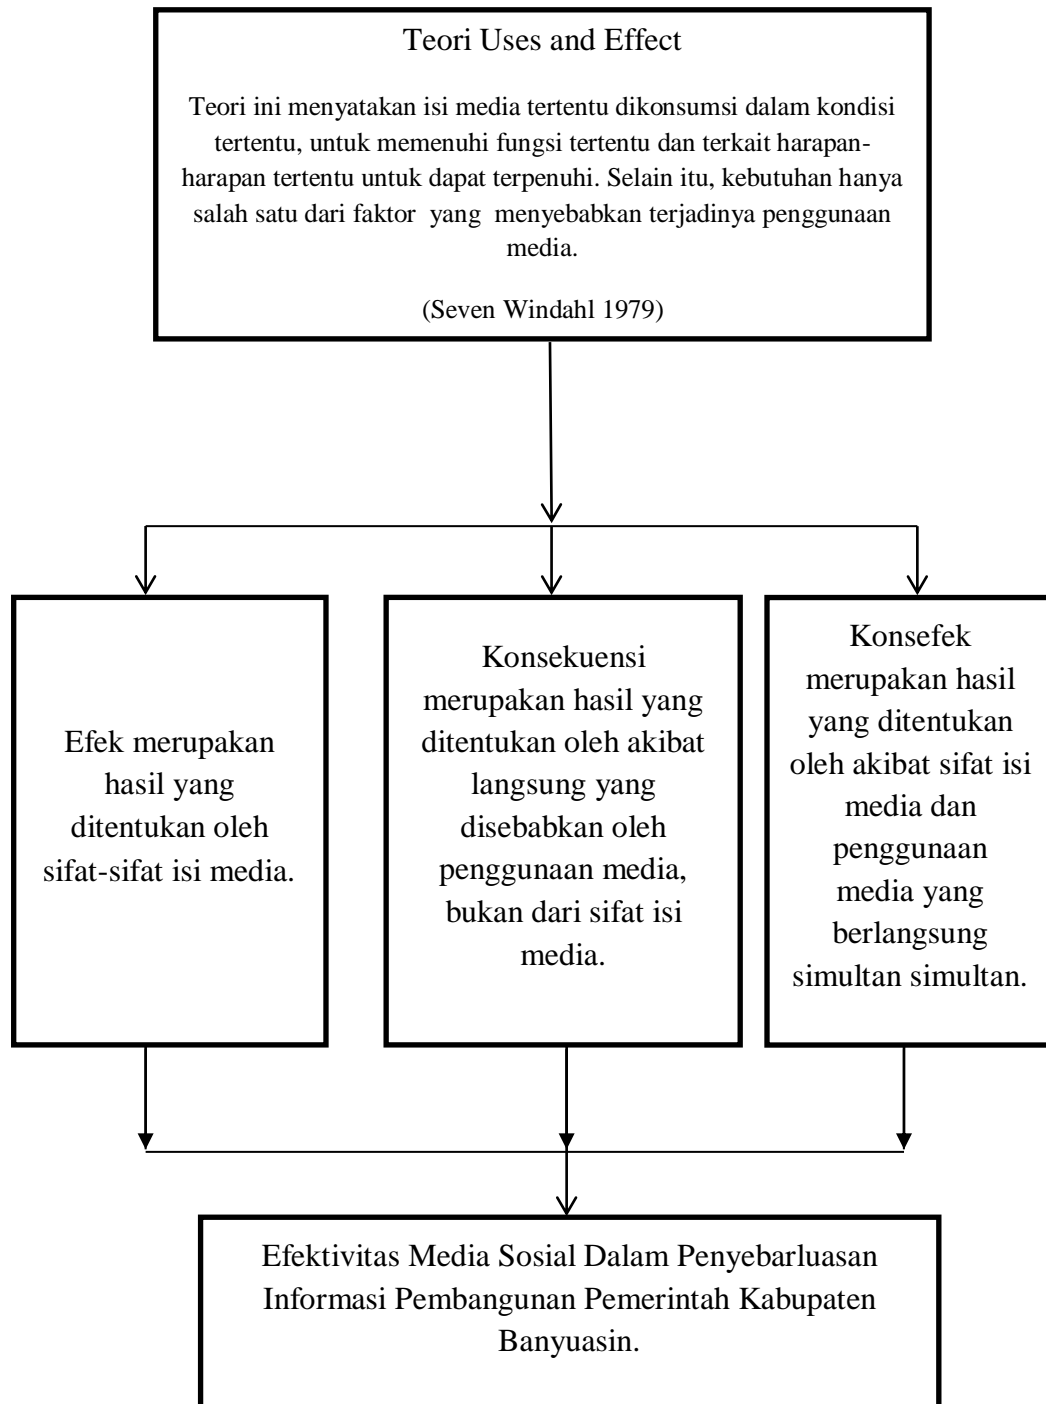 Teori Uses and Effect
Teori ini menyatakan isi media tertentu dikonsumsi dalam kondisi
tertentu, untuk memenuhi fungsi tertentu dan terkait harapan-
harapan tertentu untuk dapat terpenuhi. Selain itu, kebutuhan hanya
salah satu dari faktor yang menyebabkan terjadinya penggunaan
media.
(Seven Windahl 1979)
Efek merupakan
hasil yang
ditentukan oleh
sifat-sifat isi media.
Konsekuensi
merupakan hasil yang
ditentukan oleh akibat
langsung yang
disebabkan oleh
penggunaan media,
bukan dari sifat isi
media.
Konsefek
merupakan hasil
yang ditentukan
oleh akibat sifat isi
media dan
penggunaan
media yang
berlangsung
simultan simultan.
Efektivitas Media Sosial Dalam Penyebarluasan
Informasi Pembangunan Pemerintah Kabupaten
Banyuasin.